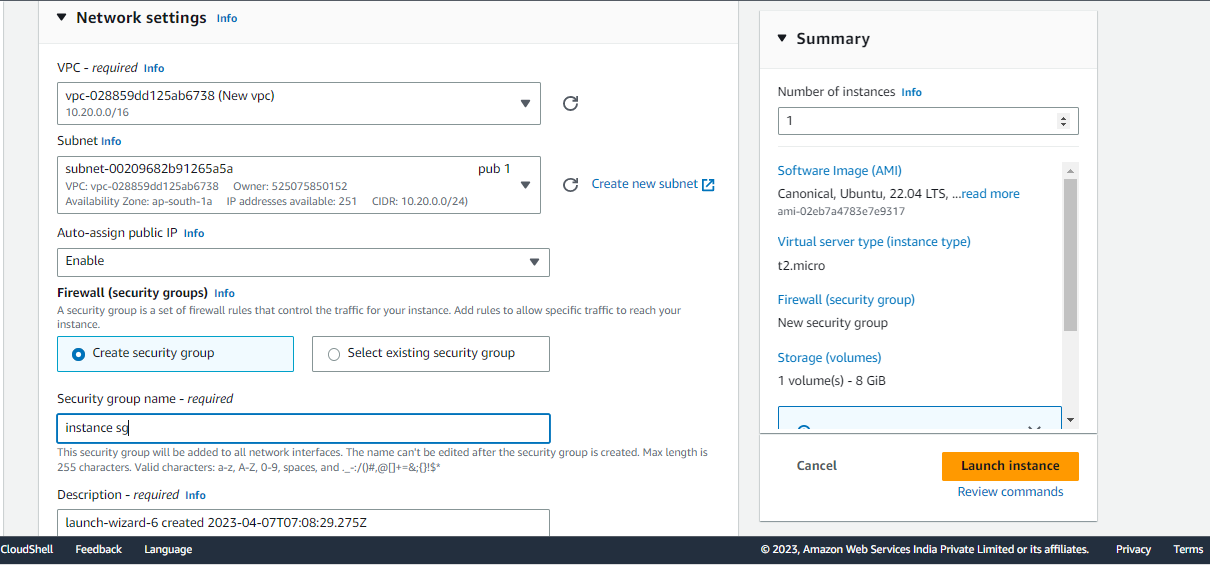 Network settings Info
VPC - required Info
vpc-028859dd125ab6738 (New vpc)
10.20.0.0/16
Subnet Info
subnet-00209682b91265a5a pub 1
VPC: vpc-028859dd125ab6738 Owner: 525075850152
Availability Zone: ap-south-1a IP addresses available: 251 CIDR: 10.20.0.0/24)
Create new subnet
Auto-assign public IP Info
Enable
Firewall (security groups) Info
A security group is a set of firewall rules that control the traffic for your instance. Add rules to allow specific traffic to reach your
instance.
Create security group
Select existing security group
Security group name - required
instance sg
This security group will be added to all network interfaces. The name can't be edited after the security group is created. Max length is
255 characters. Valid characters: a-z, A-Z, 0-9, spaces, and ._-:/()#,@[]+=&;{}!$*
Description - required Info
launch-wizard-6 created 2023-04-07T07:08:29.275Z
Summary
Number of instances Info
1
Software Image (AMI)
Canonical, Ubuntu, 22.04 LTS, ...read more
ami-02eb7a4783e7e9317
Virtual server type (instance type)
t2.micro
Firewall (security group)
New security group
Storage (volumes)
1 volume(s) - 8 GiB
Cancel
Launch instance
Review commands
CloudShell Feedback Language © 2023, Amazon Web Services India Private Limited or its affiliates. Privacy Terms